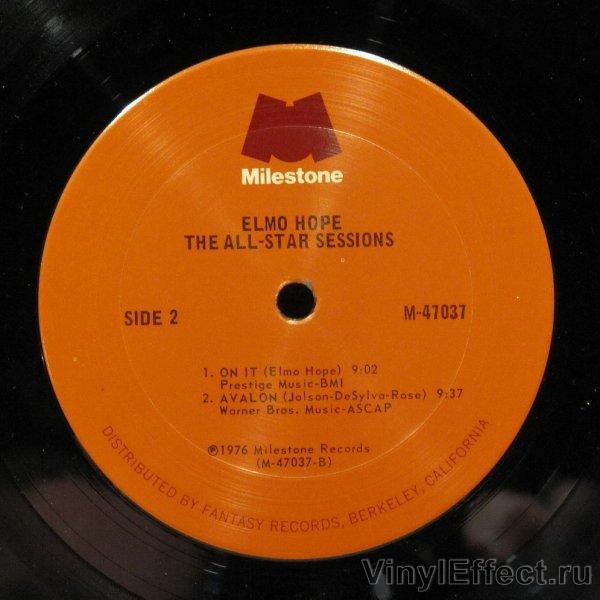 Milestone
ELMO HOPE
THE ALL-STAR SESSIONS
SIDE 2
M-47037
1. ON IT (Elmo Hope) 9:02
Prestige Music-BMI
2. AVALON (Jolson-DeSylva-Rose) 9:37
Warner Bros. Music-ASCAP
℗1976 Milestone Records
(M-47037-B)
DISTRIBUTED BY FANTASY RECORDS, BERKELEY, CALIFORNIA
VinylEffect.ru